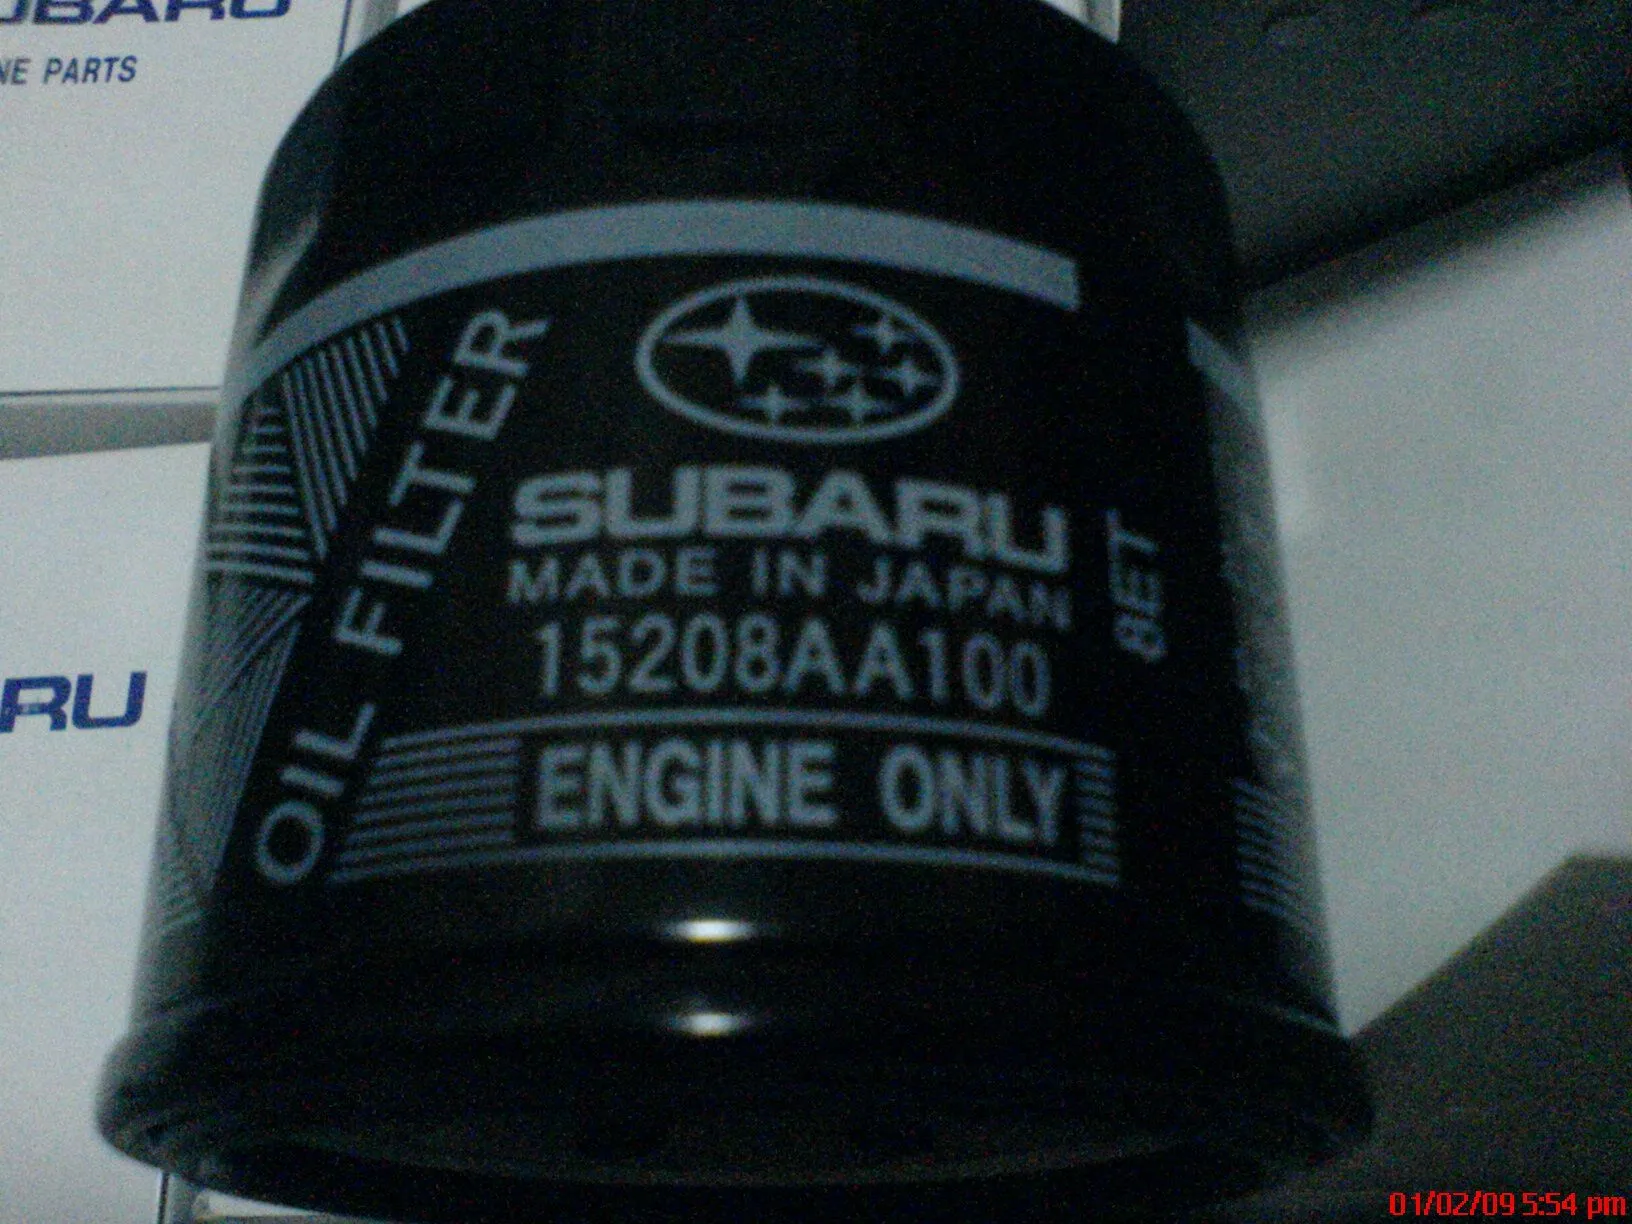 SUBARU
NE PARTS
RU
OIL FILTER
SUBARU
MADE IN JAPAN
15208AA100
ENGINE ONLY
8ET
01/02/09 5:54 pm